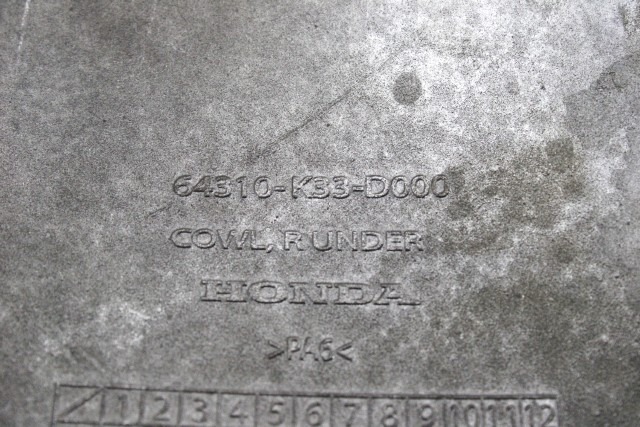 64310-K33-D000
COWL, R UNDER
HONDA
>PA6<
1 2 3 4 5 6 7 8 9 10 11 12